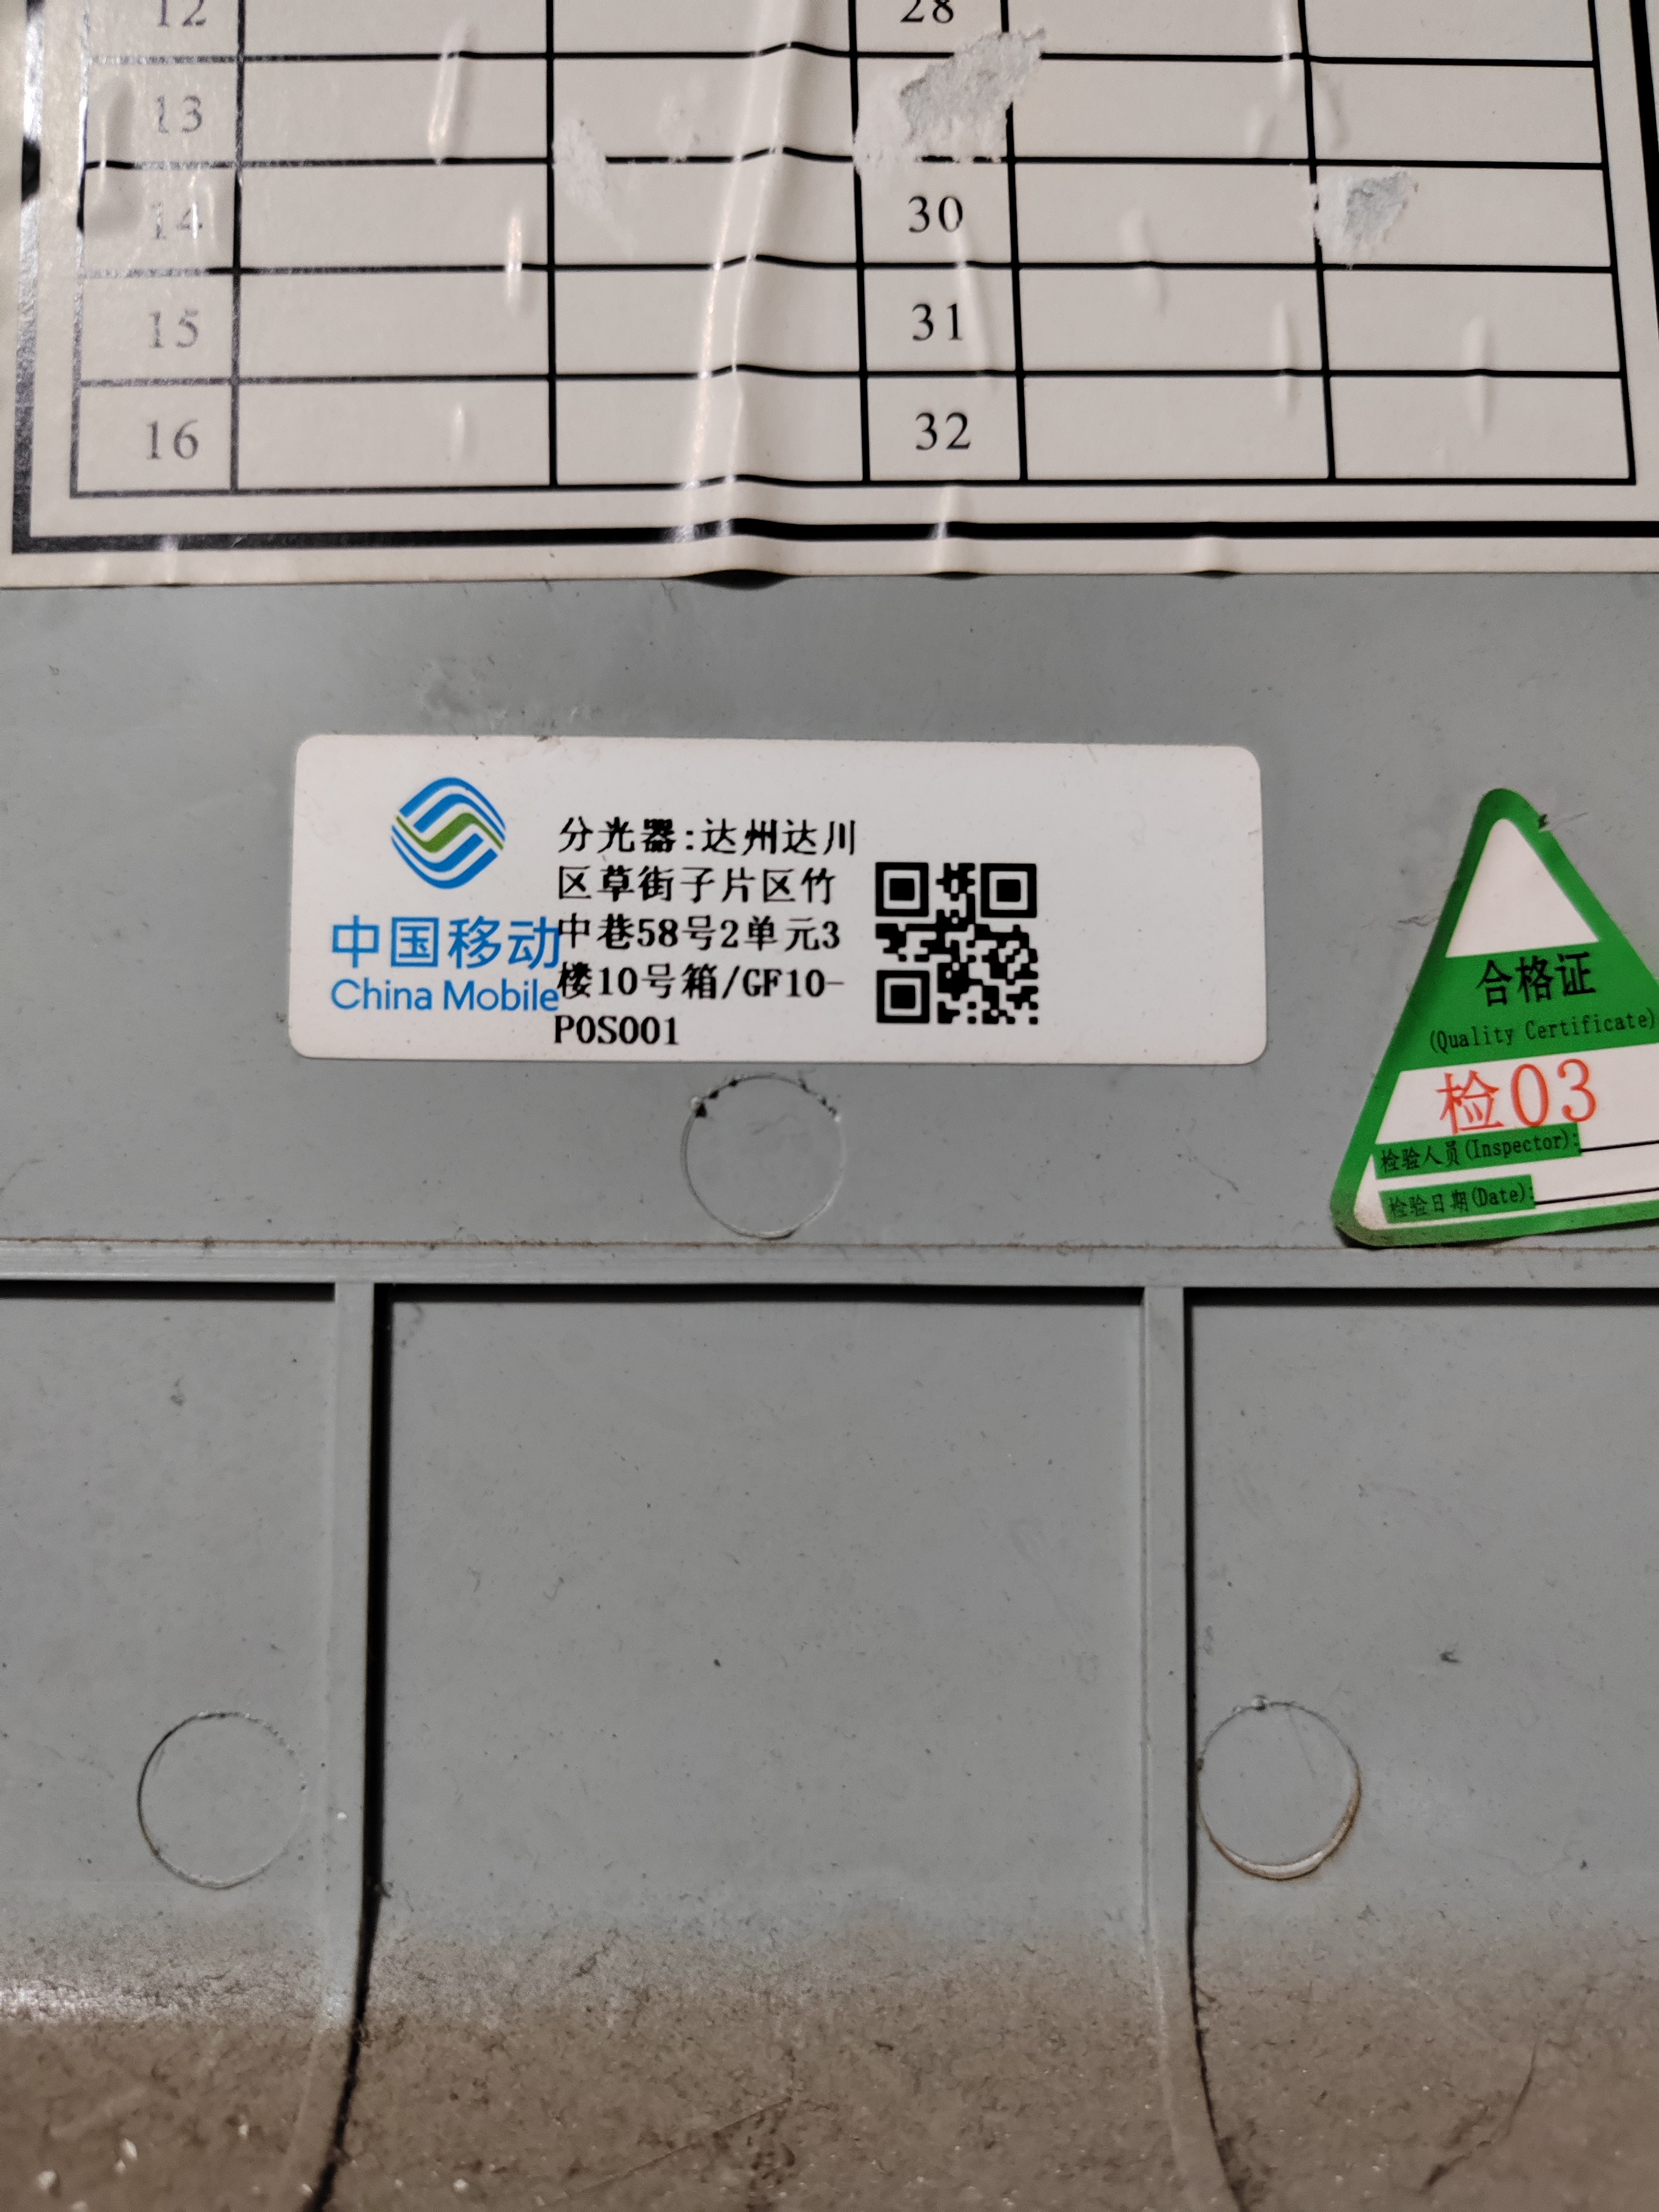 12
28
13
14
30
15
31
16
32
中国移动
China Mobile
分光器:达州达川
区草街子片区竹
中巷58号2单元3
楼10号箱/GF10-
POS001
合格证
(Quality Certificate)
检03
检验人员(Inspector):
检验日期(Date):